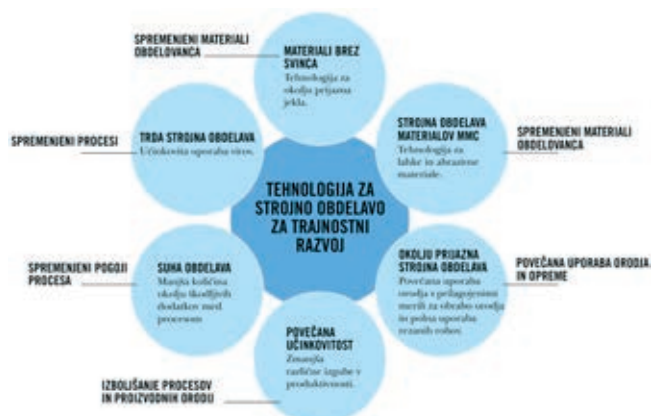 SPREMENJENI MATERIALI
OBDELOVANCA
MATERIALI BREZ
SVINCA
Tehnologija za
okolju prijazna
jekla.
STROJNA OBDELAVA
MATERIALOV MMC
Tehnologija za
lahke in abrazivne
materiale.
SPREMENJENI MATERIALI
OBDELOVANCA
SPREMENJENI PROCESI
TRDA STROJNA OBDELAVA
Učinkovita uporaba virov.
TEHNOLOGIJA ZA
STROJNO OBDELAVO
ZA TRAJNOSTNI
RAZVOJ
OKOLJU PRIJAZNA
STROJNA OBDELAVA
Povečana uporaba
orodja s prilagojenimi
merili za obrabo orodja
in polna uporaba
rezanih robov.
POVEČANA UPORABA ORODJA
IN OPREME
SPREMENJENI POGOJI
PROCESA
SUHA OBDELAVA
Manjša količina
okolju škodljivih
dodatkov med
procesom
POVEČANA
UČINKOVITOST
Zmanjša
različne izgube v
produktivnosti.
IZBOLJŠANJE PROCESOV
IN PROIZVODNIH ORODIJ